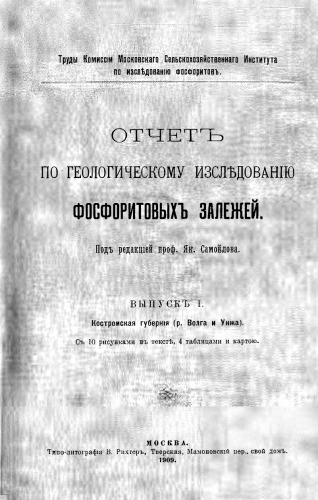 Труды Комиссіи Московскаго Сельскохозяйственнаго Института
по изслѣдованію фосфоритовъ.
ОТЧЕТЪ
ПО ГЕОЛОГИЧЕСКОМУ ИЗСЛѢДОВАНІЮ
ФОСФОРИТОВЫХЪ ЗАЛЕЖЕЙ.
Подъ редакціей проф. Як. Самойлова.
ВЫПУСКЪ I.
Костромская губернія (р. Волга и Унжа).
Съ 10 рисунками въ текстѣ, 4 таблицами и картою.
МОСКВА.
Типо-литографія В. Рихтеръ, Тверская, Мамоновскій пер., свой домъ.
1909.